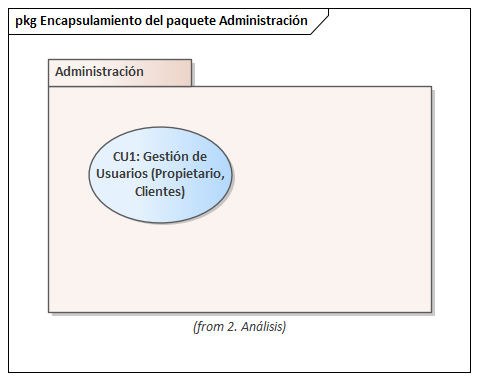 pkg Encapsulamiento del paquete Administración
Administración
CU1: Gestión de
Usuarios (Propietario,
Clientes)
(from 2. Análisis)